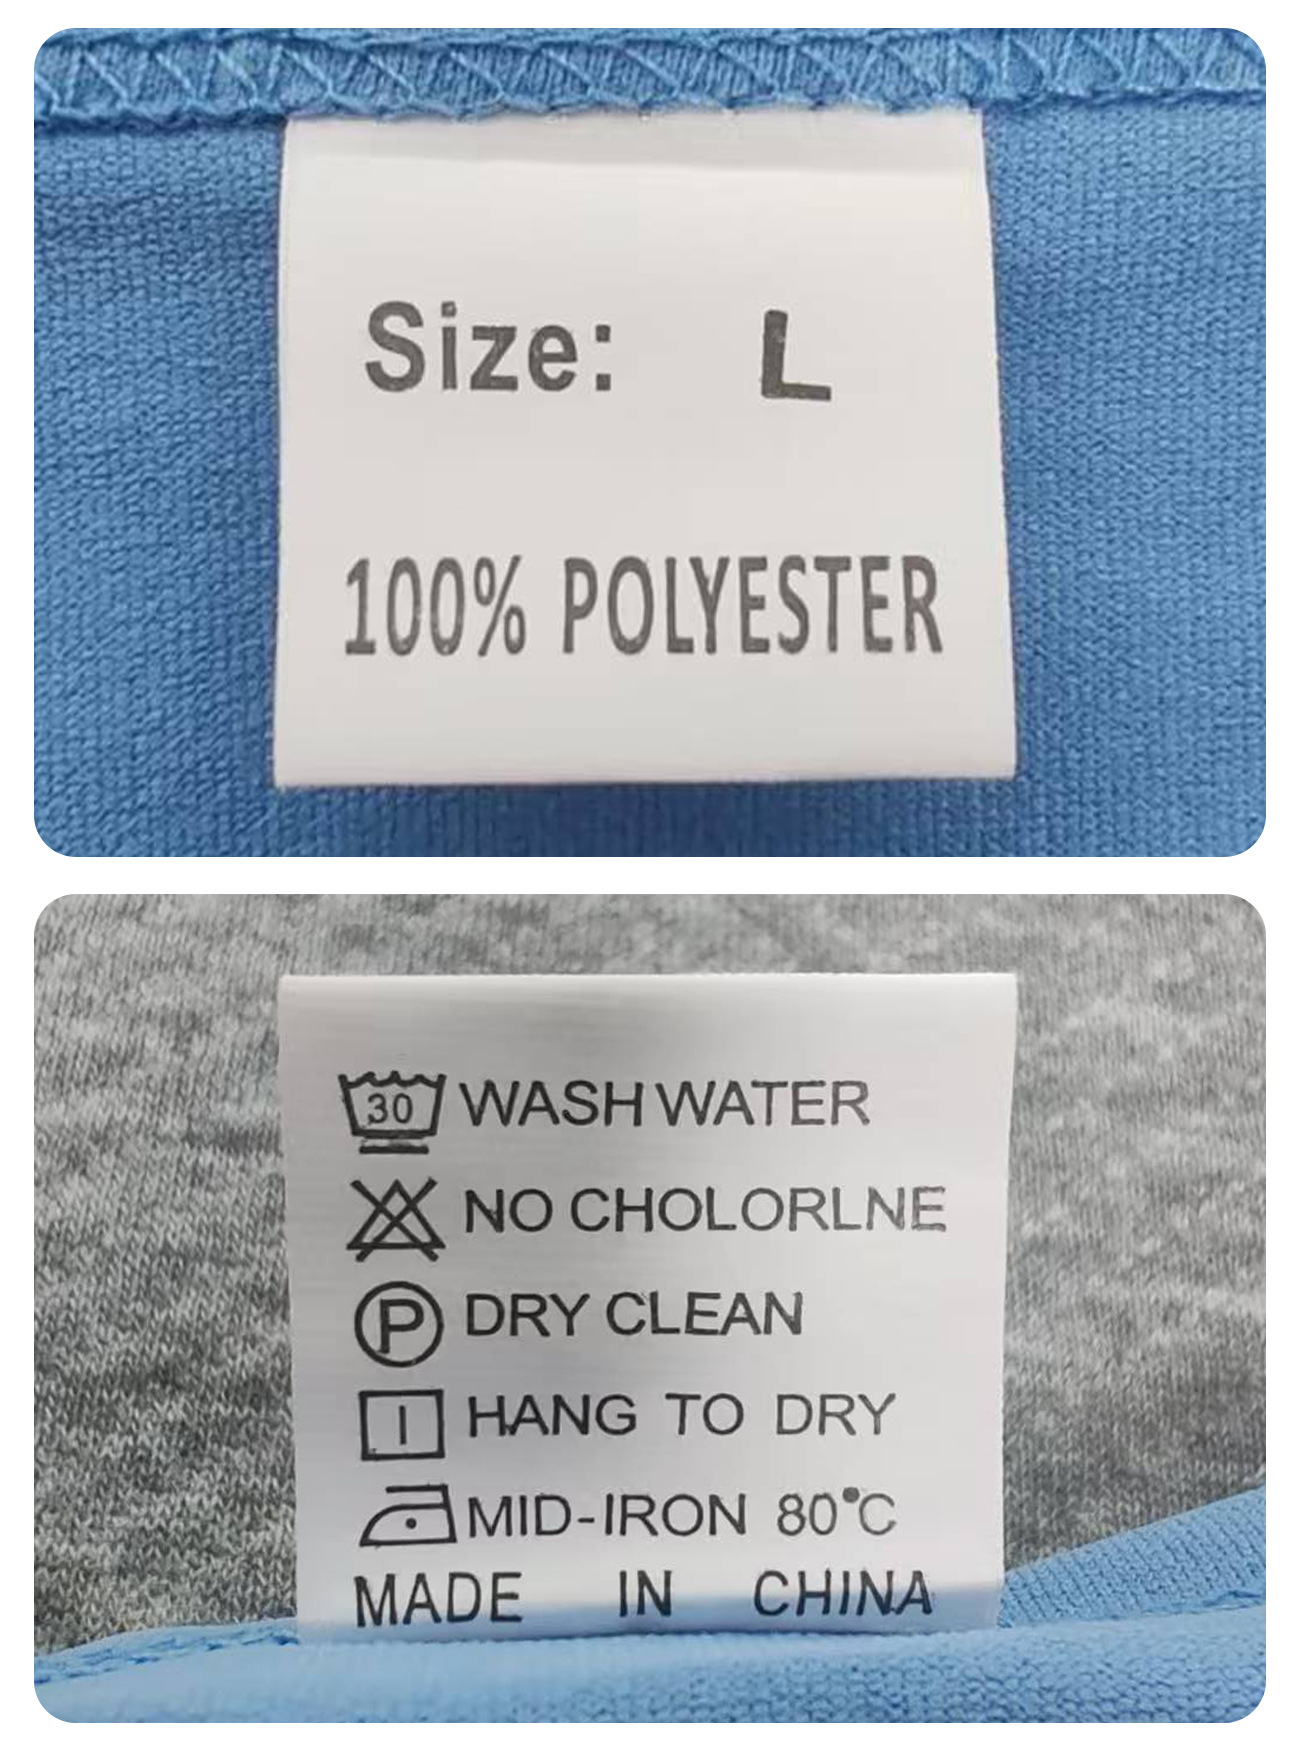 Size: L
100% POLYESTER
30 WASH WATER
NO CHOLORLNE
P DRY CLEAN
HANG TO DRY
MID-IRON 80°C
MADE IN CHINA